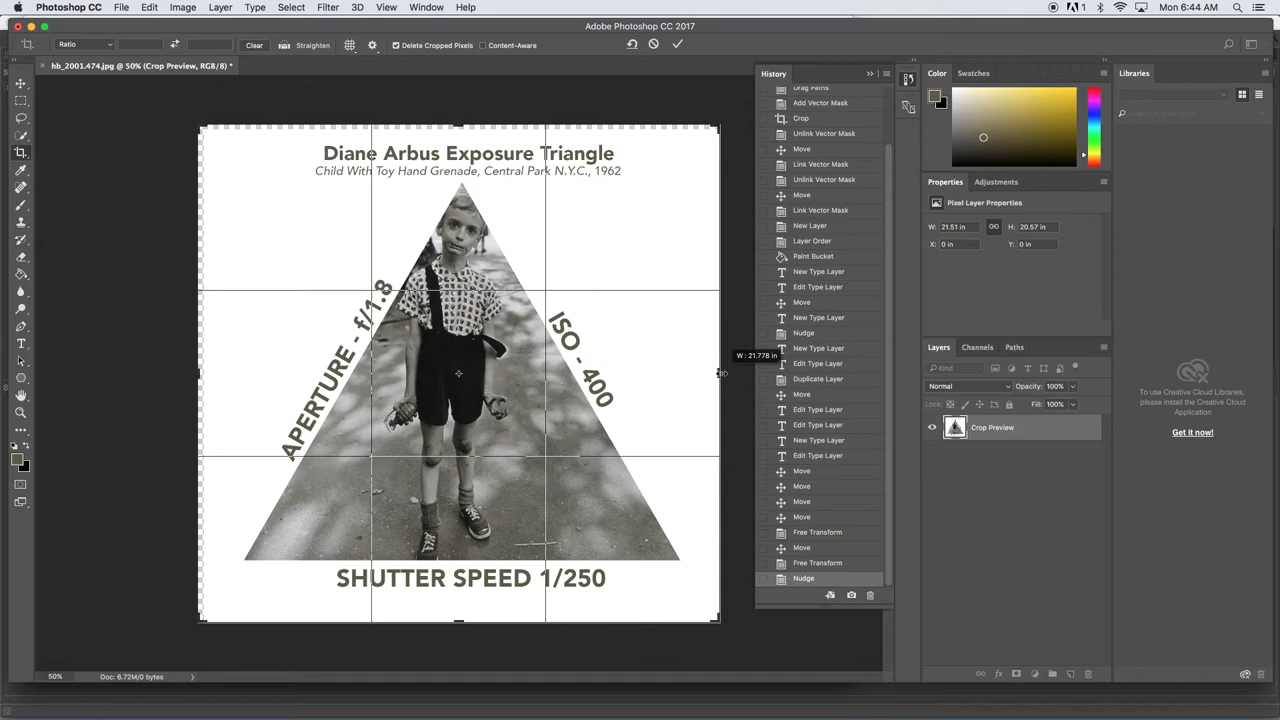 Photoshop CC File Edit Image Layer Type Select Filter 3D View Window Help
1 Mon 6:44 AM
Adobe Photoshop CC 2017
Ratio Clear Straighten Delete Cropped Pixels Content-Aware
hb_2001.474.jpg @ 50% (Crop Preview, RGB/8) *
Diane Arbus Exposure Triangle
Child With Toy Hand Grenade, Central Park N.Y.C., 1962
APERTURE - f/1.8
ISO - 400
SHUTTER SPEED 1/250
W : 21.778 in
50% Doc: 6.72M/0 bytes
History
Drag Paths
Add Vector Mask
Crop
Unlink Vector Mask
Move
Link Vector Mask
Unlink Vector Mask
Move
Link Vector Mask
New Layer
Layer Order
Paint Bucket
New Type Layer
Edit Type Layer
Move
New Type Layer
Nudge
New Type Layer
Edit Type Layer
Duplicate Layer
Move
Edit Type Layer
Edit Type Layer
New Type Layer
Edit Type Layer
Move
Move
Move
Move
Free Transform
Move
Free Transform
Nudge
Color Swatches
Properties Adjustments
Pixel Layer Properties
W: 21.51 in H: 20.57 in
X: 0 in Y: 0 in
Layers Channels Paths
Kind
Normal Opacity: 100%
Lock: Fill: 100%
Crop Preview
Libraries
To use Creative Cloud Libraries,
please install the Creative Cloud
Application
Get it now!